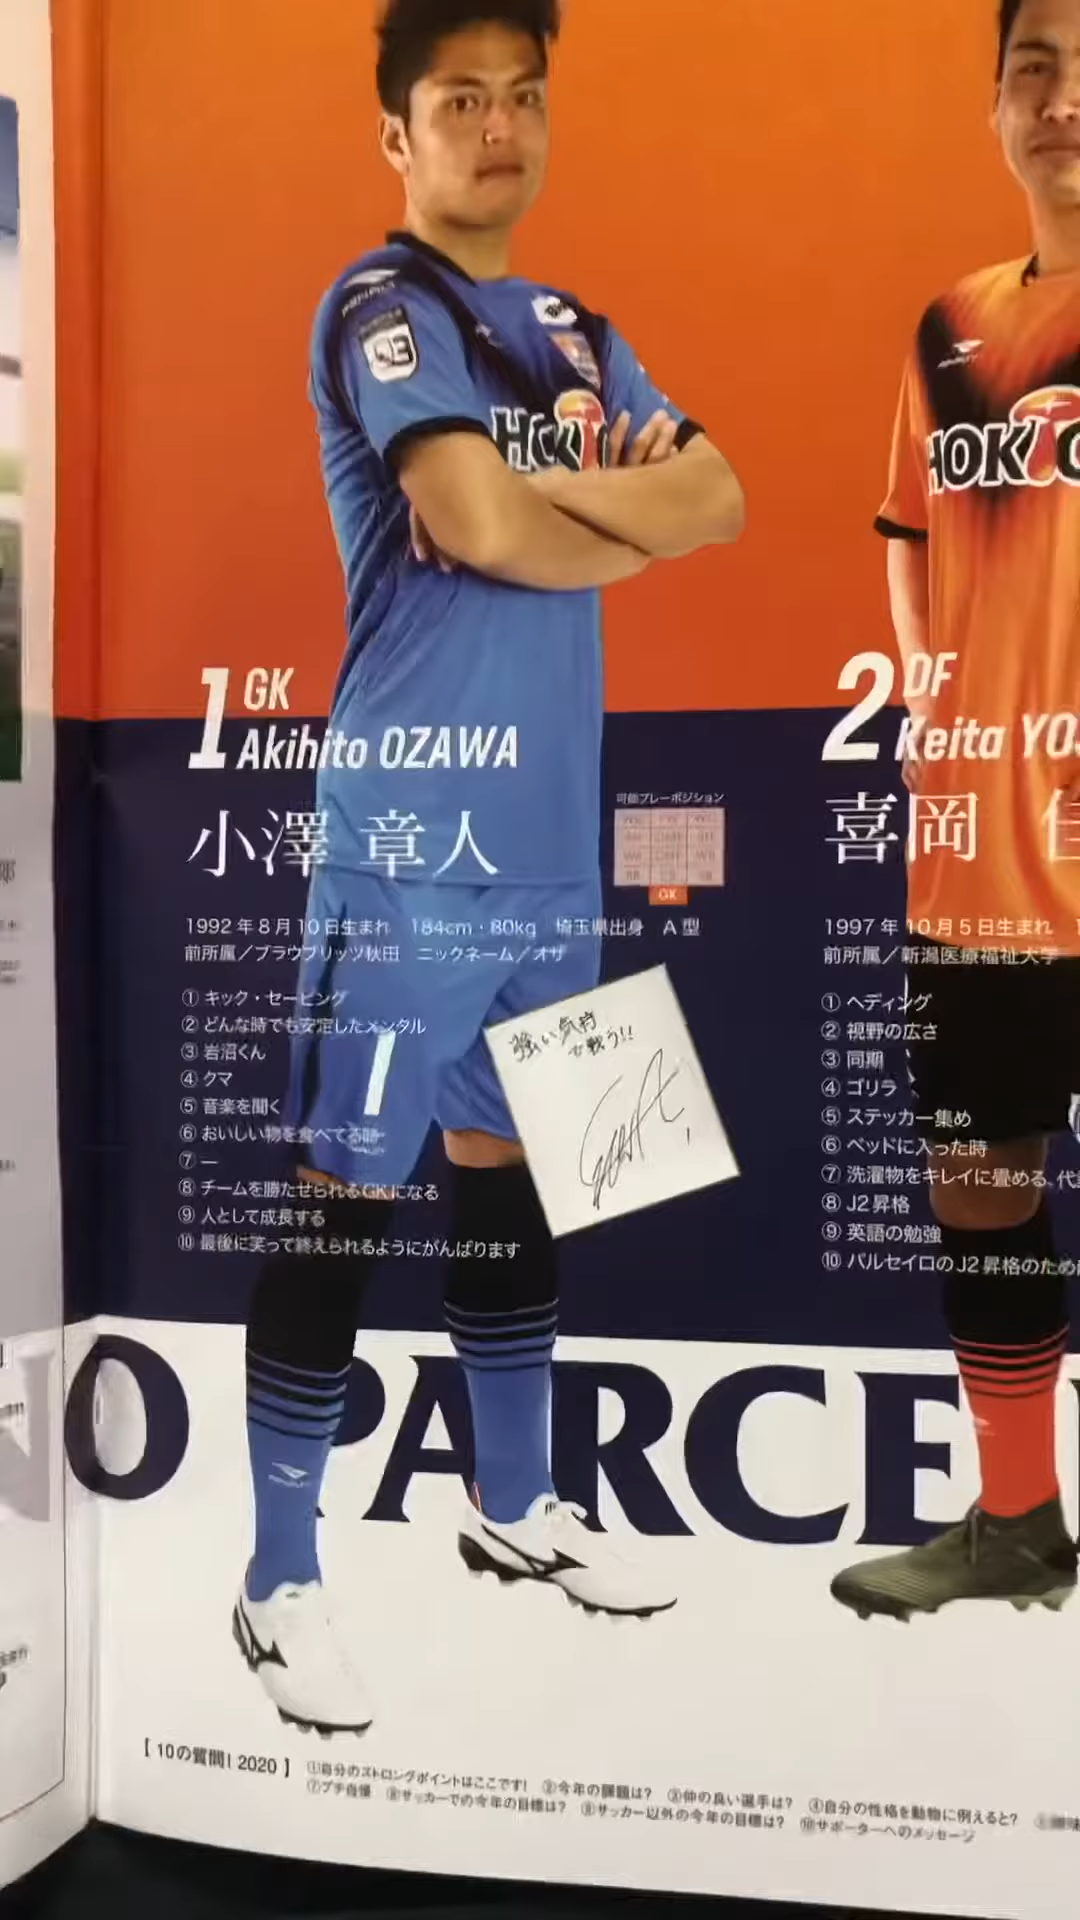 PENALTY
HOKTO
1 GK
Akihito OZAWA
小澤 章人
可能プレーポジション
GK
1992年8月10日生まれ 184cm・80kg 埼玉県出身 A型
前所属／ブラウブリッツ秋田 ニックネーム／オザ
① キック・セービング
② どんな時でも安定したメンタル
③ 岩沼くん
④ クマ
⑤ 音楽を聞く
⑥ おいしい物を食べてる時
⑦ ―
⑧ チームを勝たせられるGKになる
⑨ 人として成長する
⑩ 最後に笑って終えられるようにがんばります
1
強い気持
で戦う!!
PENALTY
HOKTO
2 DF
Keita YO
喜岡 佳
1997年10月5日生まれ
前所属／新潟医療福祉大学
① ヘディング
② 視野の広さ
③ 同期
④ ゴリラ
⑤ ステッカー集め
⑥ ベッドに入った時
⑦ 洗濯物をキレイに畳める、代
⑧ J2昇格
⑨ 英語の勉強
⑩ パルセイロのJ2昇格のため
O PARCE
【 10の質問! 2020 】 ①自分のストロングポイントはここです! ②今年の課題は? ③仲の良い選手は? ④自分の性格を動物に例えると?
⑦プチ自慢 ⑧サッカーでの今年の目標は? ⑨サッカー以外の今年の目標は? ⑩サポーターへのメッセージ